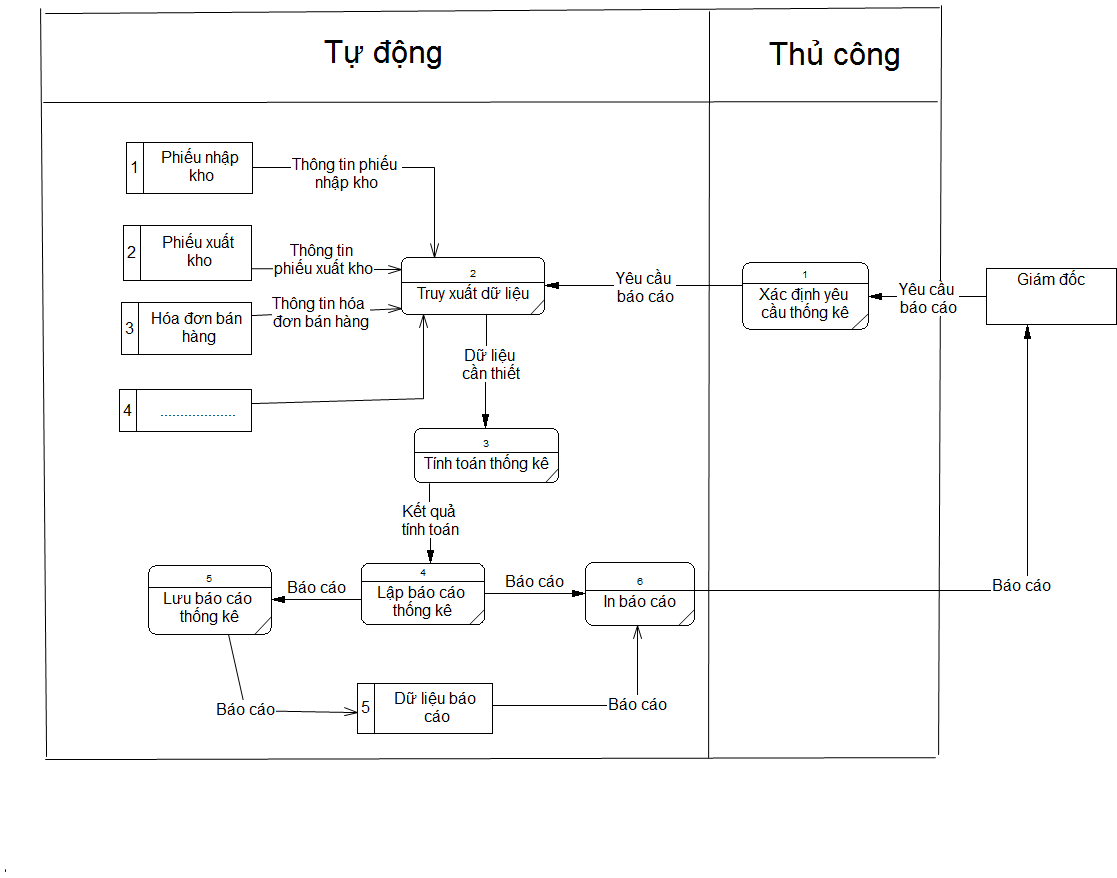 Tự động
Thủ công
1
Phiếu nhập
kho
Thông tin phiếu
nhập kho
2
Phiếu xuất
kho
Thông tin
phiếu xuất kho
3
Hóa đơn bán
hàng
Thông tin hóa
đơn bán hàng
4
...................
2
Truy xuất dữ liệu
Yêu cầu
báo cáo
1
Xác định yêu
cầu thống kê
Yêu cầu
báo cáo
Giám đốc
Dữ liệu
cần thiết
3
Tính toán thống kê
Kết quả
tính toán
5
Lưu báo cáo
thống kê
Báo cáo
4
Lập báo cáo
thống kê
Báo cáo
6
In báo cáo
Báo cáo
Báo cáo
5
Dữ liệu báo
cáo
Báo cáo